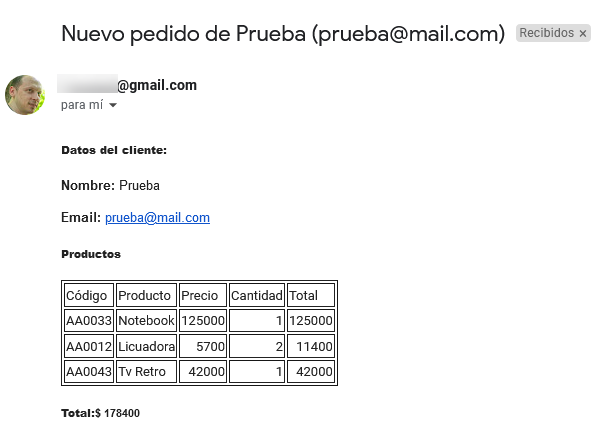 Nuevo pedido de Prueba (prueba@mail.com) Recibidos ×
@gmail.com
para mí
Datos del cliente:
Nombre: Prueba
Email: prueba@mail.com
Productos
Código Producto Precio Cantidad Total
AA0033 Notebook 125000 1 125000
AA0012 Licuadora 5700 2 11400
AA0043 Tv Retro 42000 1 42000
Total:$ 178400